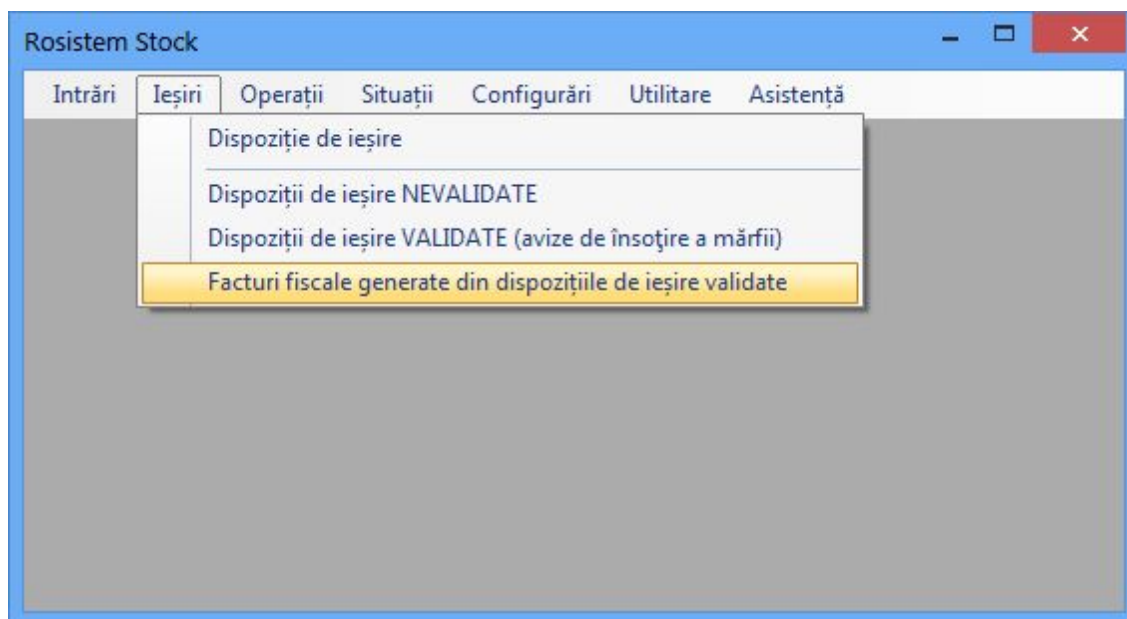 Rosistem Stock
Intrări Ieșiri Operații Situații Configurări Utilitare Asistență
Dispoziție de ieșire
Dispoziții de ieșire NEVALIDATE
Dispoziții de ieșire VALIDATE (avize de însoţire a mărfii)
Facturi fiscale generate din dispozițiile de ieșire validate